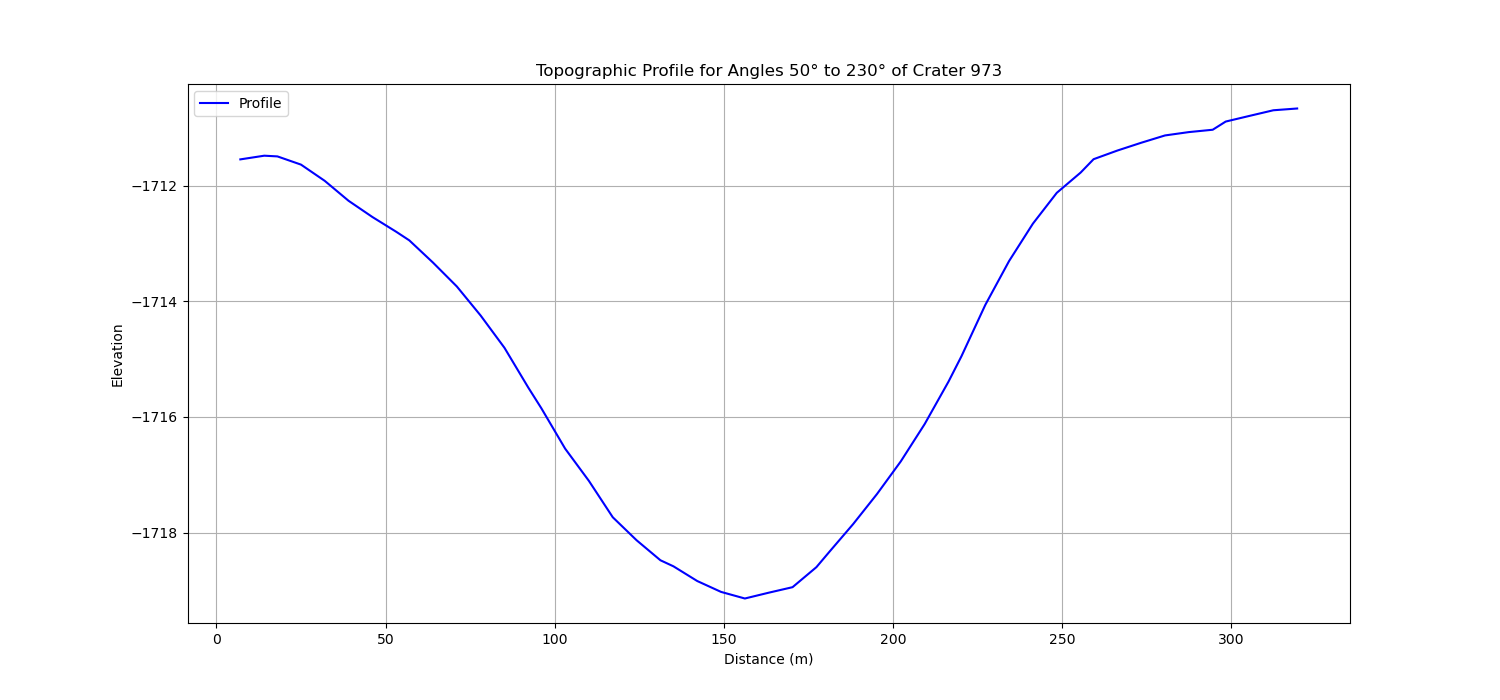 Topographic Profile for Angles 50° to 230° of Crater 973
Profile
−1712
−1714
−1716
−1718
Elevation
0 50 100 150 200 250 300
Distance (m)